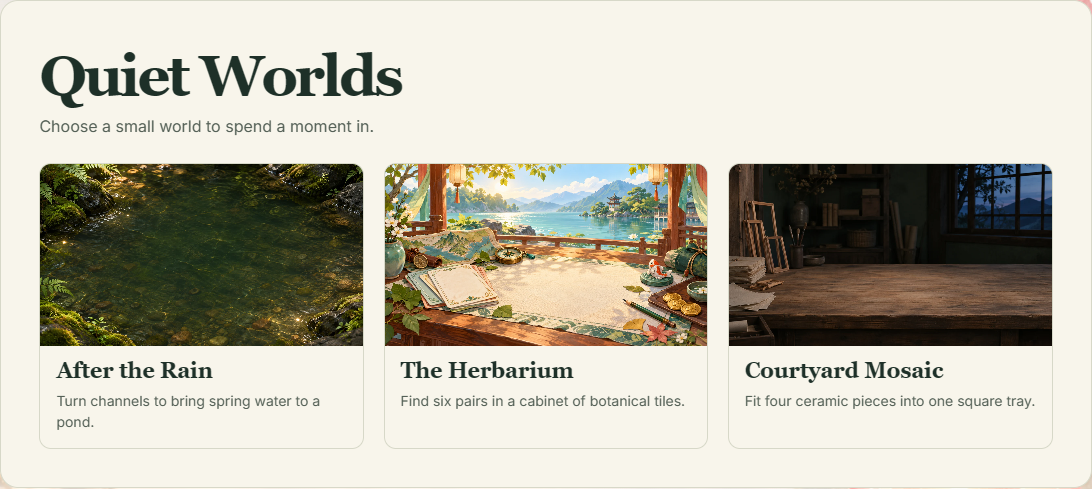 Quiet Worlds
Choose a small world to spend a moment in.
After the Rain
Turn channels to bring spring water to a
pond.
The Herbarium
Find six pairs in a cabinet of botanical tiles.
Courtyard Mosaic
Fit four ceramic pieces into one square tray.